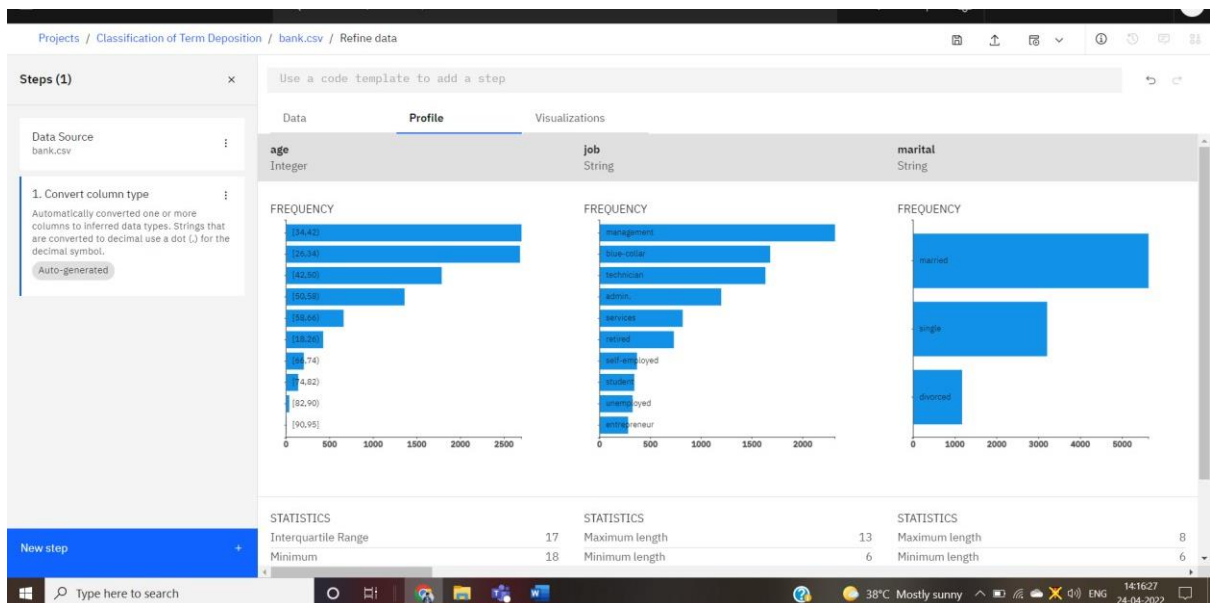 Projects / Classification of Term Deposition / bank.csv / Refine data
Steps (1) ×
Use a code template to add a step
Data Profile Visualizations
Data Source
bank.csv
1. Convert column type
Automatically converted one or more
columns to inferred data types. Strings that
are converted to decimal use a dot (.) for the
decimal symbol.
Auto-generated
New step +
age
Integer
FREQUENCY
[34,42)
[26,34)
[42,50)
[50,58)
[58,66)
[18,26)
[66,74)
[74,82)
[82,90)
[90,95]
0 500 1000 1500 2000 2500
STATISTICS
Interquartile Range 17
Minimum 18
job
String
FREQUENCY
management
blue-collar
technician
admin.
services
retired
self-employed
student
unemployed
entrepreneur
0 500 1000 1500 2000
STATISTICS
Maximum length 13
Minimum length 6
marital
String
FREQUENCY
married
single
divorced
0 1000 2000 3000 4000 5000
STATISTICS
Maximum length 8
Minimum length 6
Type here to search
38°C Mostly sunny
ENG
14:16:27
24-04-2022